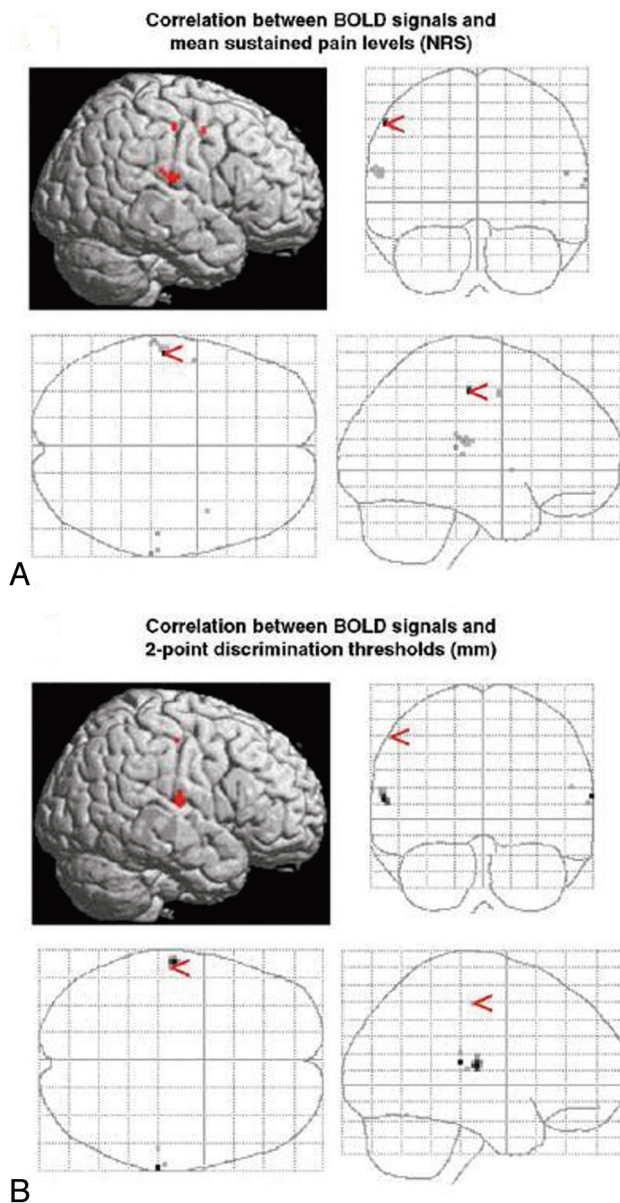 Correlation between BOLD signals and
mean sustained pain levels (NRS)
A
Correlation between BOLD signals and
2-point discrimination thresholds (mm)
B